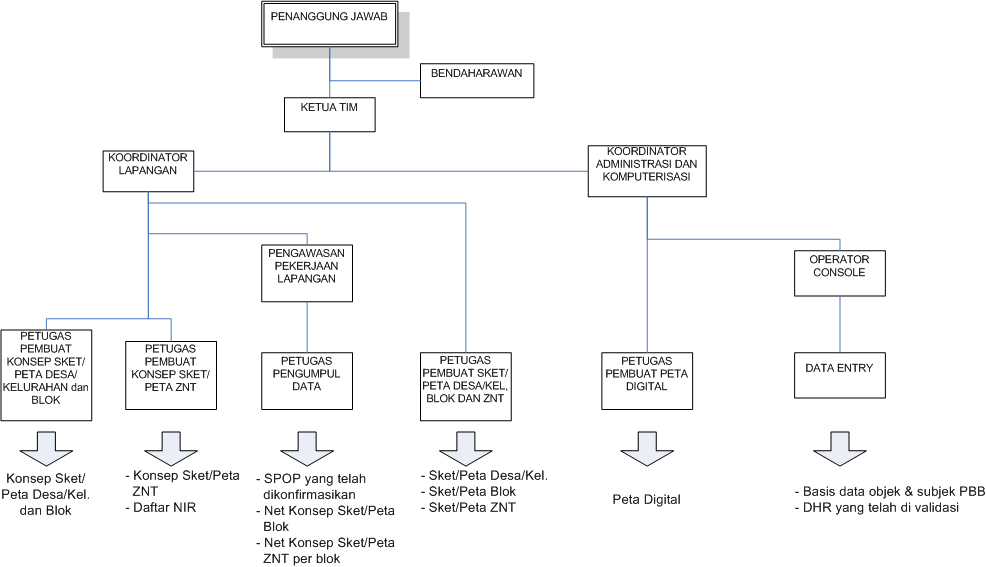 PENANGGUNG JAWAB
BENDAHARAWAN
KETUA TIM
KOORDINATOR
LAPANGAN
KOORDINATOR
ADMINISTRASI DAN
KOMPUTERISASI
PENGAWASAN
PEKERJAAN
LAPANGAN
OPERATOR
CONSOLE
PETUGAS
PEMBUAT
KONSEP SKET/
PETA DESA/
KELURAHAN dan
BLOK
PETUGAS
PEMBUAT
KONSEP SKET/
PETA ZNT
PETUGAS
PENGUMPUL
DATA
PETUGAS
PEMBUAT SKET/
PETA DESA/KEL,
BLOK DAN ZNT
PETUGAS
PEMBUAT PETA
DIGITAL
DATA ENTRY
Konsep Sket/
Peta Desa/Kel.
dan Blok
- Konsep Sket/Peta
ZNT
- Daftar NIR
- SPOP yang telah
dikonfirmasikan
- Net Konsep Sket/Peta
Blok
- Net Konsep Sket/Peta
ZNT per blok
- Sket/Peta Desa/Kel.
- Sket/Peta Blok
- Sket/Peta ZNT
Peta Digital
- Basis data objek & subjek PBB
- DHR yang telah di validasi